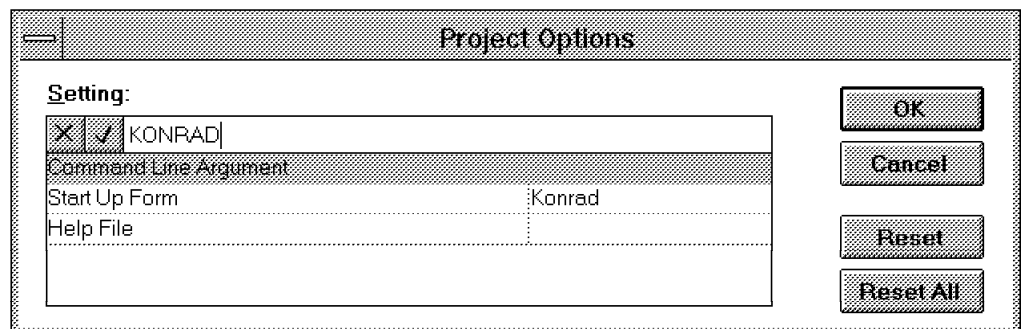 Project Options
Setting:
OK
KONRAD
Command Line Argument
Cancel
Start Up Form Konrad
Help File
Reset
Reset All